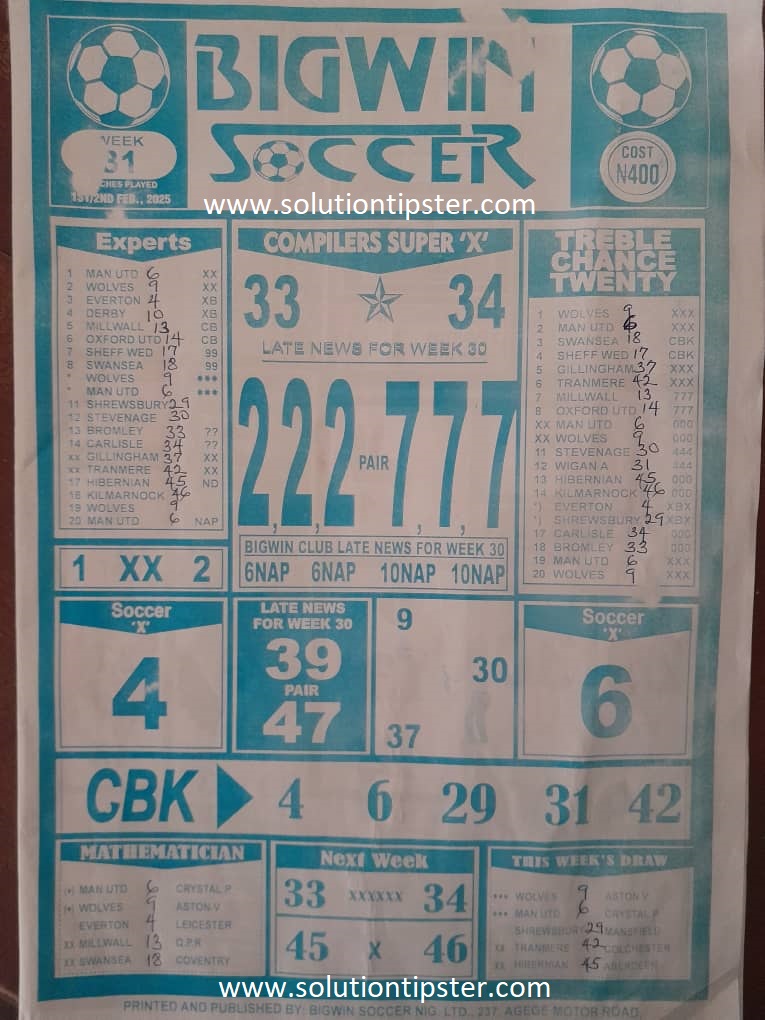 BIGWIN
SOCCER
WEEK
31
CHES PLAYED
1ST/2ND FEB., 2025
COST
₦400
www.solutiontipster.com
Experts
1 MAN UTD 6 XX
2 WOLVES 9 XX
3 EVERTON 4 XB
4 DERBY 10 XB
5 MILLWALL 13 CB
6 OXFORD UTD 14 CB
7 SHEFF WED 17 99
8 SWANSEA 18 99
* WOLVES 9 ***
* MAN UTD 6 ***
11 SHREWSBURY 29
12 STEVENAGE 30
13 BROMLEY 33 ??
14 CARLISLE 34 ??
xx GILLINGHAM 37 XX
xx TRANMERE 42 XX
17 HIBERNIAN 45 ND
18 KILMARNOCK 46
19 WOLVES 9
20 MAN UTD 6 NAP
1 XX 2
COMPILERS SUPER 'X'
33 34
LATE NEWS FOR WEEK 30
2,2,2 PAIR 7,7,7
BIGWIN CLUB LATE NEWS FOR WEEK 30
6NAP 6NAP 10NAP 10NAP
TREBLE
CHANCE
TWENTY
1 WOLVES 9 XXX
2 MAN UTD 6 XXX
3 SWANSEA 18 CBK
4 SHEFF WED 17 CBK
5 GILLINGHAM 37 XXX
6 TRANMERE 42 XXX
7 MILLWALL 13 777
8 OXFORD UTD 14 777
XX MAN UTD 6 000
XX WOLVES 9 000
11 STEVENAGE 30 444
12 WIGAN A 31 444
13 HIBERNIAN 45 000
14 KILMARNOCK 46 000
*) EVERTON 4 XBX
*) SHREWSBURY 29 XBX
17 CARLISLE 34 000
18 BROMLEY 33 000
19 MAN UTD 6 XXX
20 WOLVES 9 XXX
Soccer
'X'
4
LATE NEWS
FOR WEEK 30
39
PAIR
47
9
30
37
Soccer
'X'
6
CBK 4 6 29 31 42
MATHEMATICIAN
(*) MAN UTD 6 CRYSTAL P
(*) WOLVES 9 ASTON V
EVERTON 4 LEICESTER
XX MILLWALL 13 Q.P.R
XX SWANSEA 18 COVENTRY
Next Week
33 XXXXXX 34
45 X 46
THIS WEEK'S DRAW
*** WOLVES 9 ASTON V
*** MAN UTD 6 CRYSTAL P
SHREWSBURY 29 MANSFIELD
XX TRANMERE 42 COLCHESTER
XX HIBERNIAN 45 ABERDEEN
www.solutiontipster.com
PRINTED AND PUBLISHED BY: BIGWIN SOCCER NIG. LTD., 237, AGEGE MOTOR ROAD,